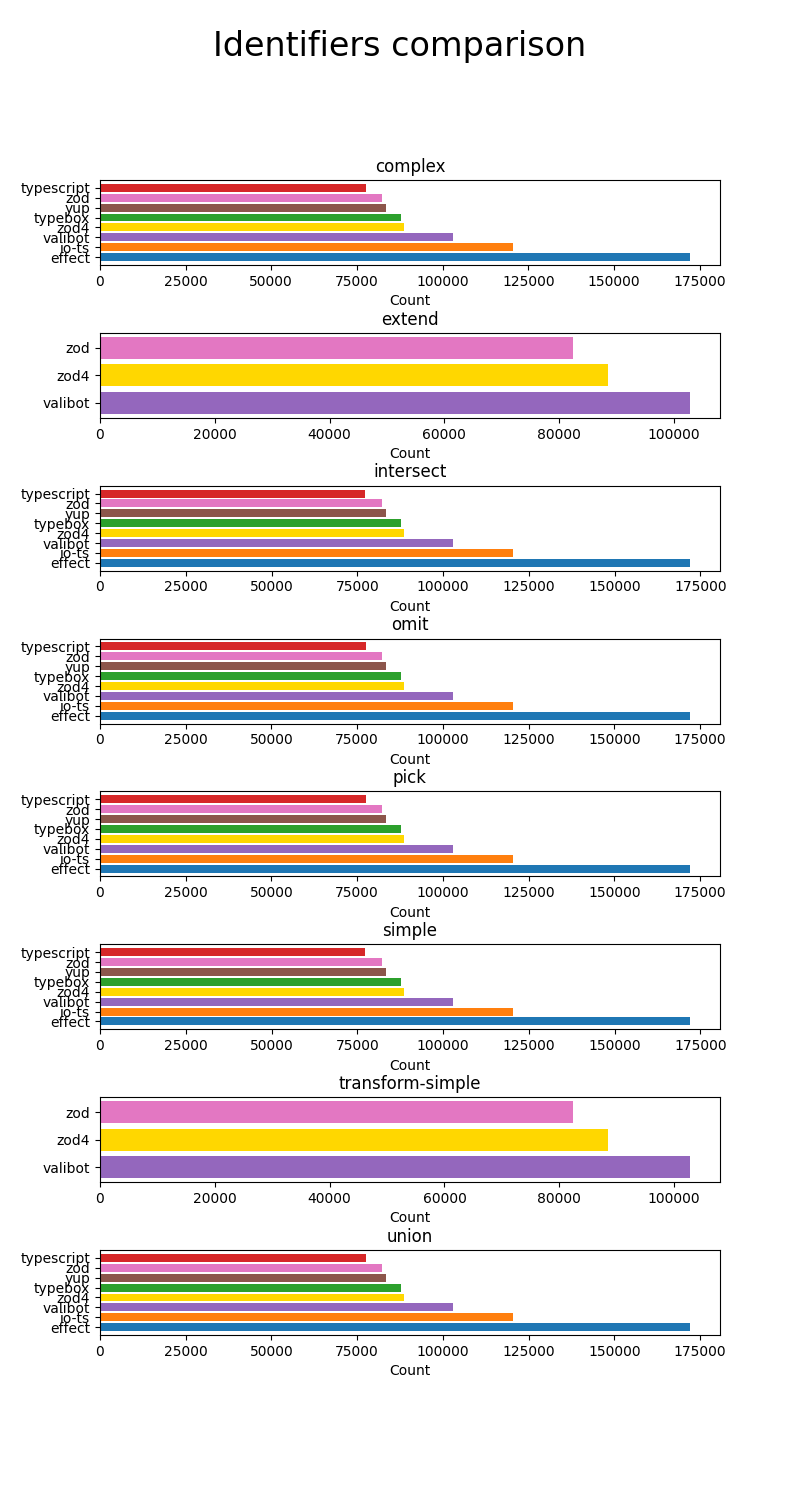 Identifiers comparison
complex
typescript
zod
yup
typebox
zod4
valibot
io-ts
effect
0 25000 50000 75000 100000 125000 150000 175000
Count
extend
zod
zod4
valibot
0 20000 40000 60000 80000 100000
Count
intersect
typescript
zod
yup
typebox
zod4
valibot
io-ts
effect
0 25000 50000 75000 100000 125000 150000 175000
Count
omit
typescript
zod
yup
typebox
zod4
valibot
io-ts
effect
0 25000 50000 75000 100000 125000 150000 175000
Count
pick
typescript
zod
yup
typebox
zod4
valibot
io-ts
effect
0 25000 50000 75000 100000 125000 150000 175000
Count
simple
typescript
zod
yup
typebox
zod4
valibot
io-ts
effect
0 25000 50000 75000 100000 125000 150000 175000
Count
transform-simple
zod
zod4
valibot
0 20000 40000 60000 80000 100000
Count
union
typescript
zod
yup
typebox
zod4
valibot
io-ts
effect
0 25000 50000 75000 100000 125000 150000 175000
Count